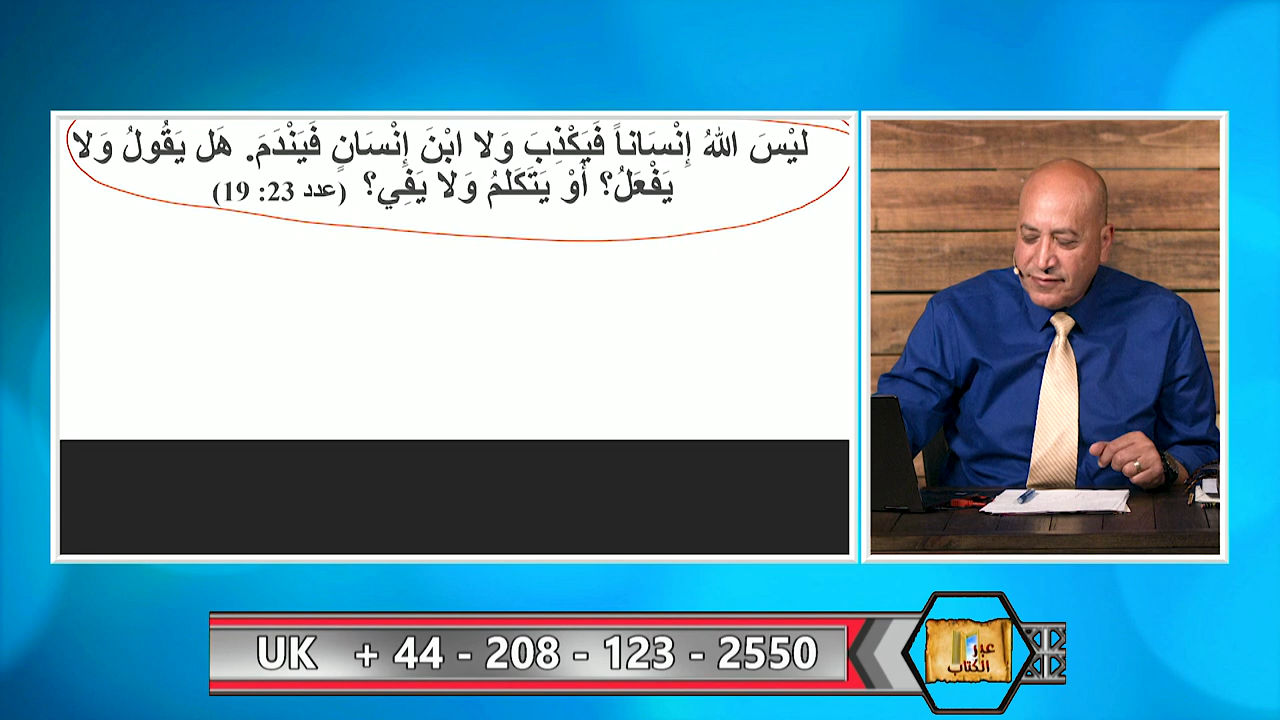 لَيْسَ اللهُ إِنْسَاناً فَيَكْذِبَ وَلا ابْنَ إِنْسَانٍ فَيَنْدَمَ. هَل يَقُولُ وَلا
يَفْعَلُ؟ أَوْ يَتَكَلمُ وَلا يَفِي؟ (عدد 23: 19)
UK + 44 - 208 - 123 - 2550
عبر
الكتاب